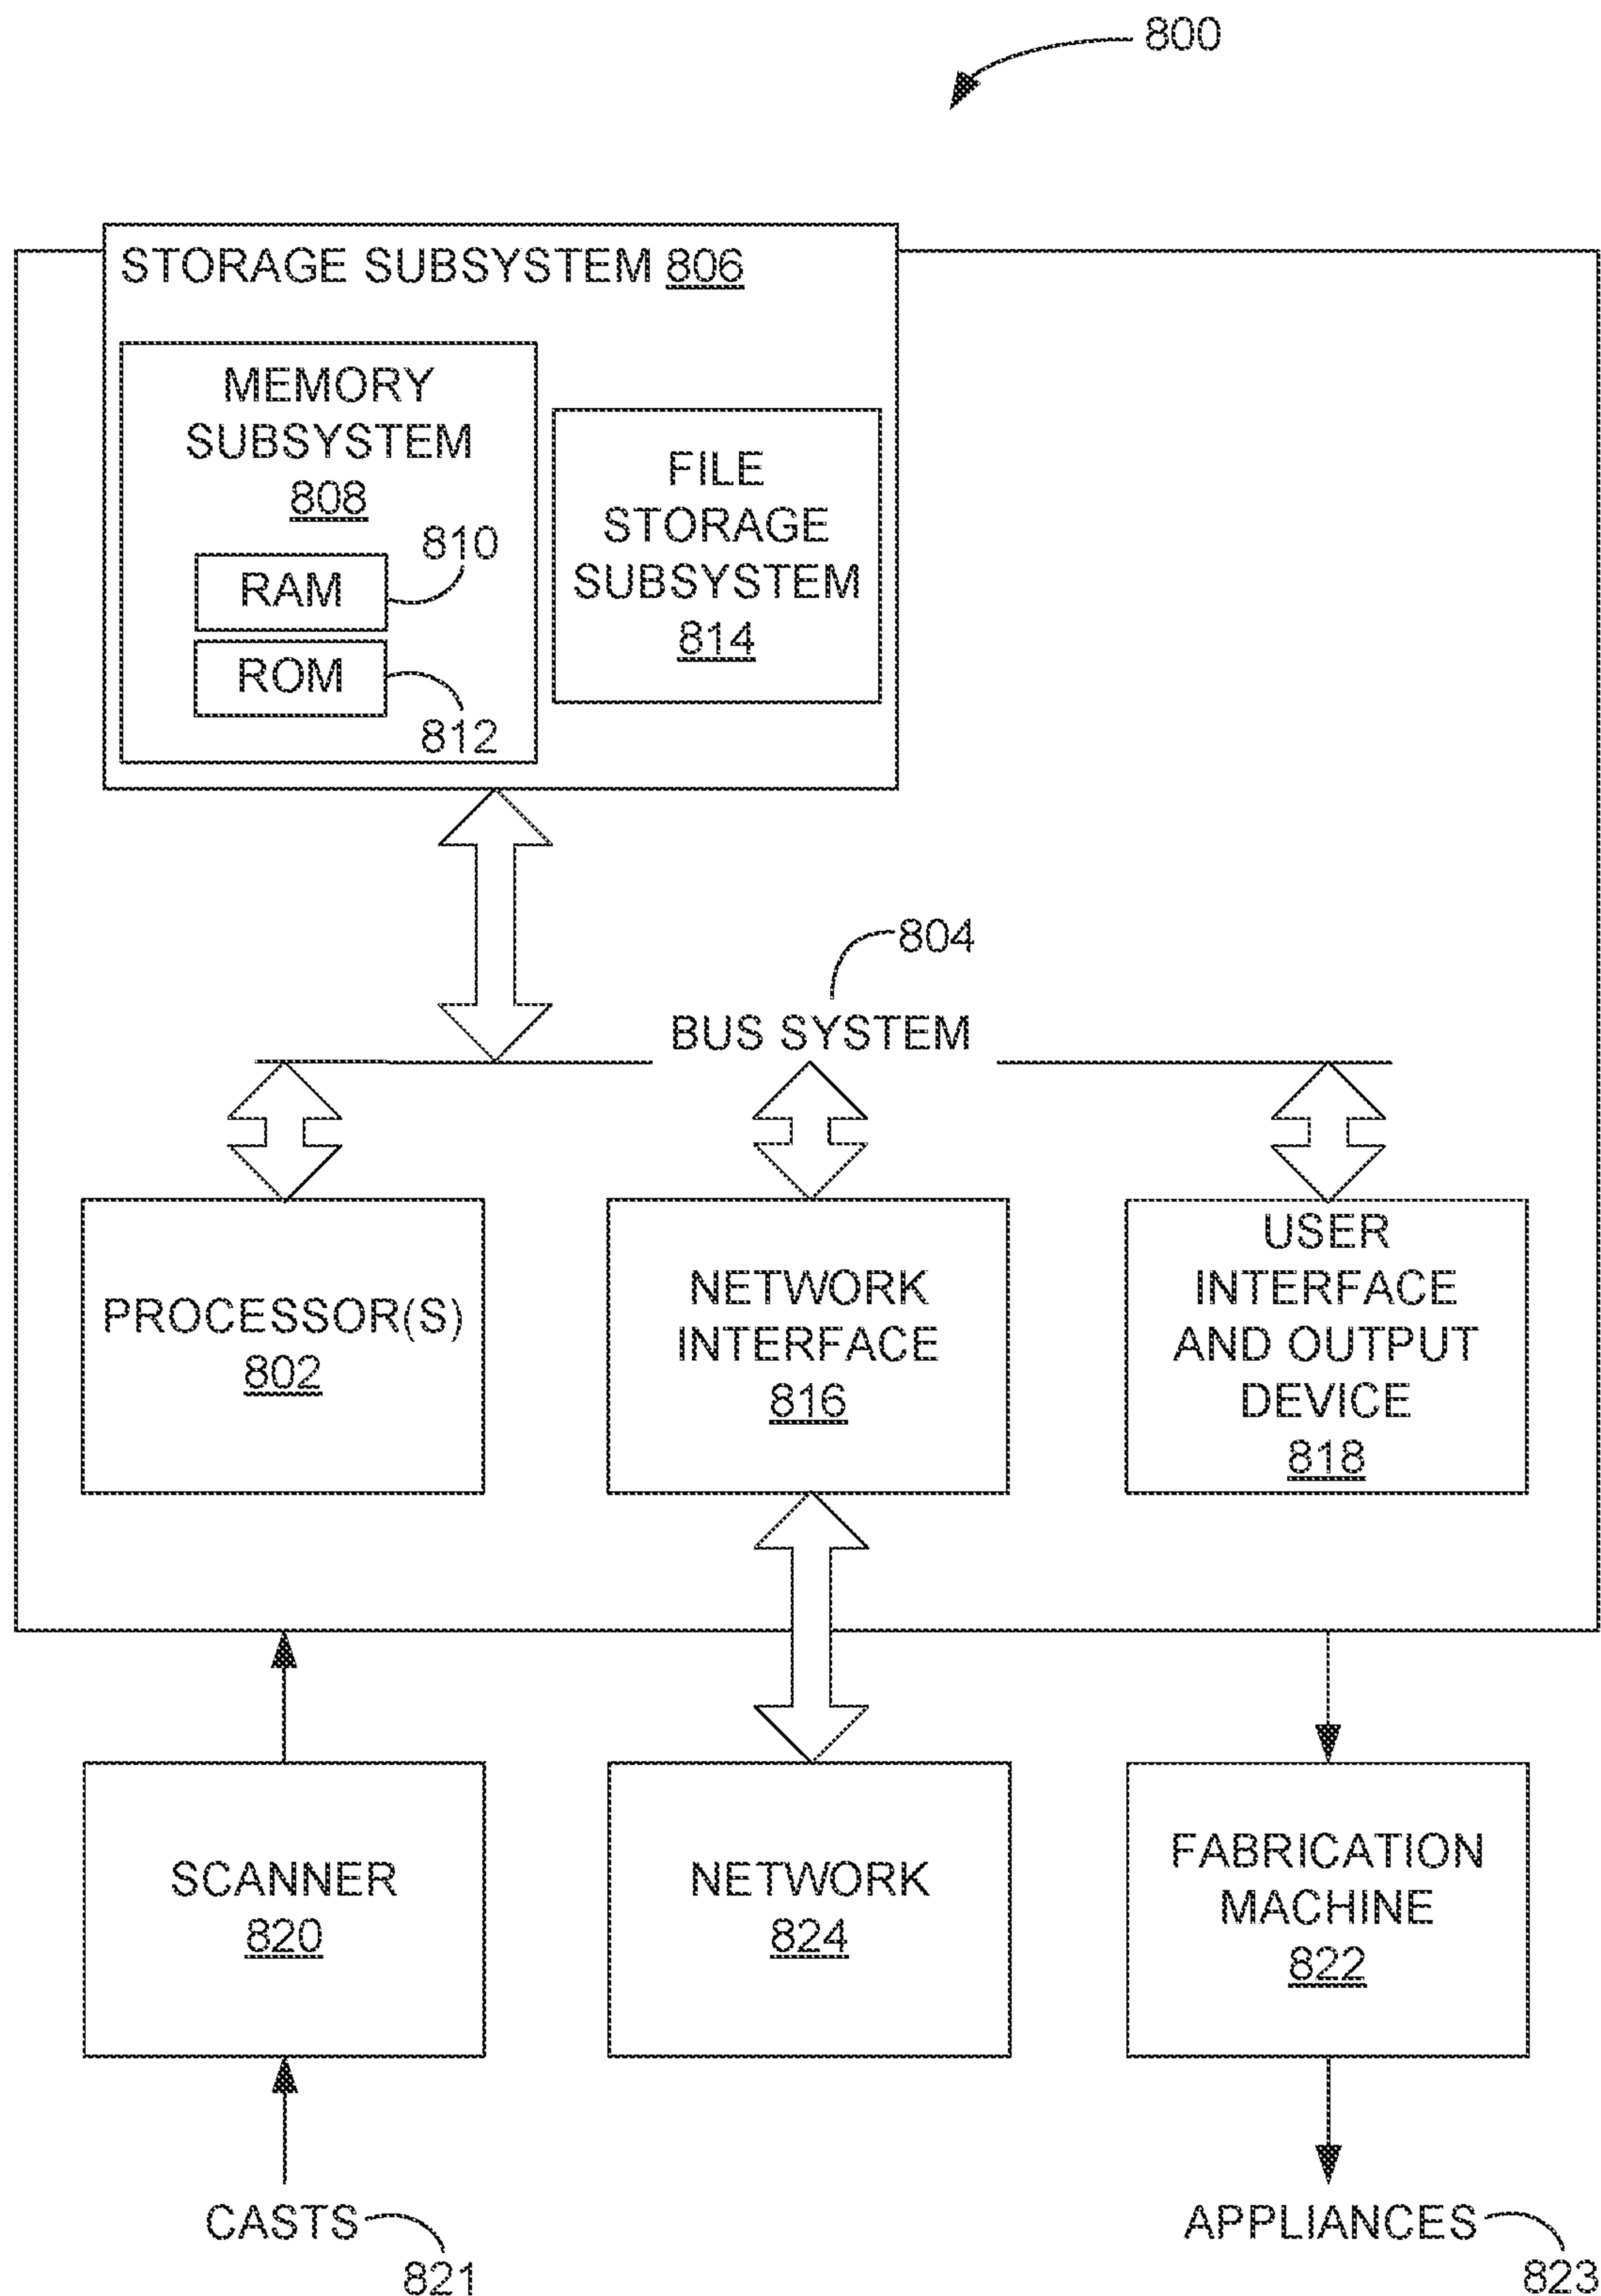 800
STORAGE SUBSYSTEM 806
MEMORY
SUBSYSTEM
808
810
RAM
ROM
812
FILE
STORAGE
SUBSYSTEM
814
804
BUS SYSTEM
PROCESSOR(S)
802
NETWORK
INTERFACE
816
USER
INTERFACE
AND OUTPUT
DEVICE
818
SCANNER
820
NETWORK
824
FABRICATION
MACHINE
822
CASTS
821
APPLIANCES
823